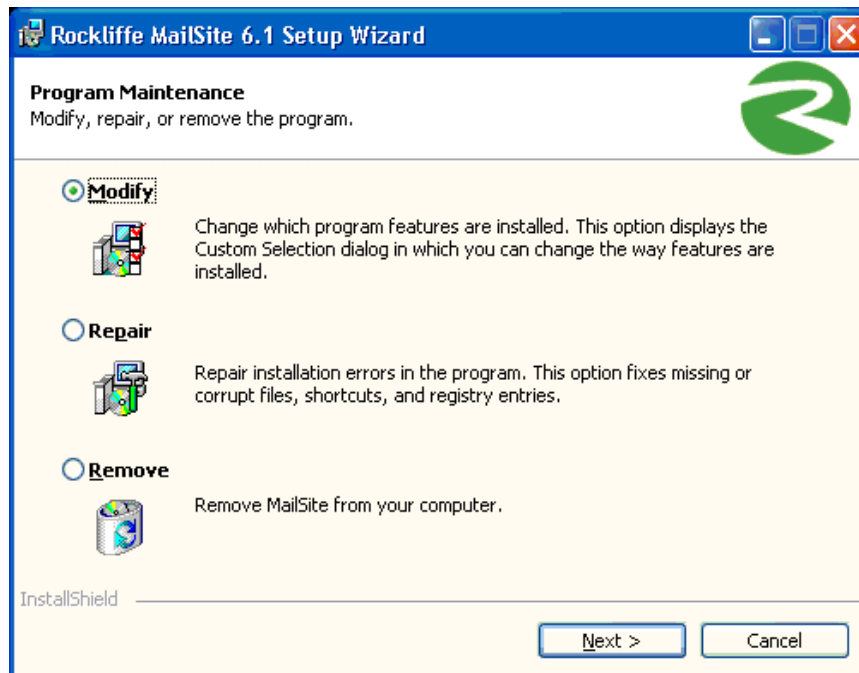 Rockliffe MailSite 6.1 Setup Wizard
Program Maintenance
Modify, repair, or remove the program.
Modify
Change which program features are installed. This option displays the
Custom Selection dialog in which you can change the way features are
installed.
Repair
Repair installation errors in the program. This option fixes missing or
corrupt files, shortcuts, and registry entries.
Remove
Remove MailSite from your computer.
InstallShield
Next >
Cancel